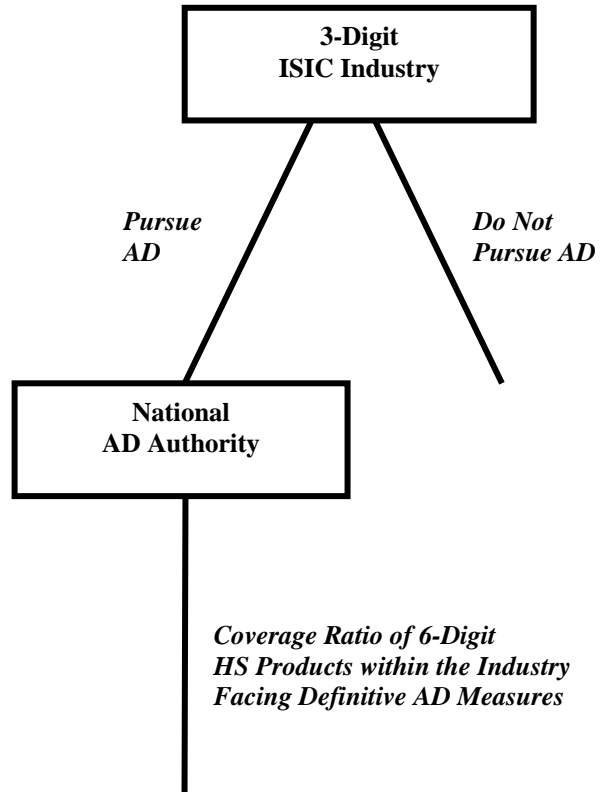 3-Digit
ISIC Industry
Pursue
AD
Do Not
Pursue AD
National
AD Authority
Coverage Ratio of 6-Digit
HS Products within the Industry
Facing Definitive AD Measures